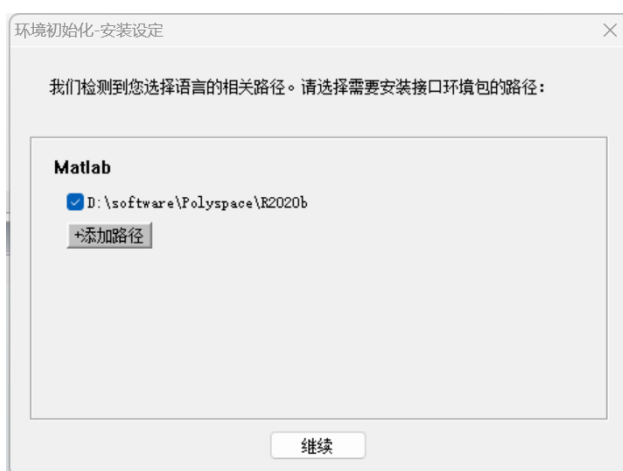 环境初始化-安装设定
我们检测到您选择语言的相关路径。请选择需要安装接口环境包的路径:
Matlab
D:\software\Polyspace\R2020b
+添加路径
继续